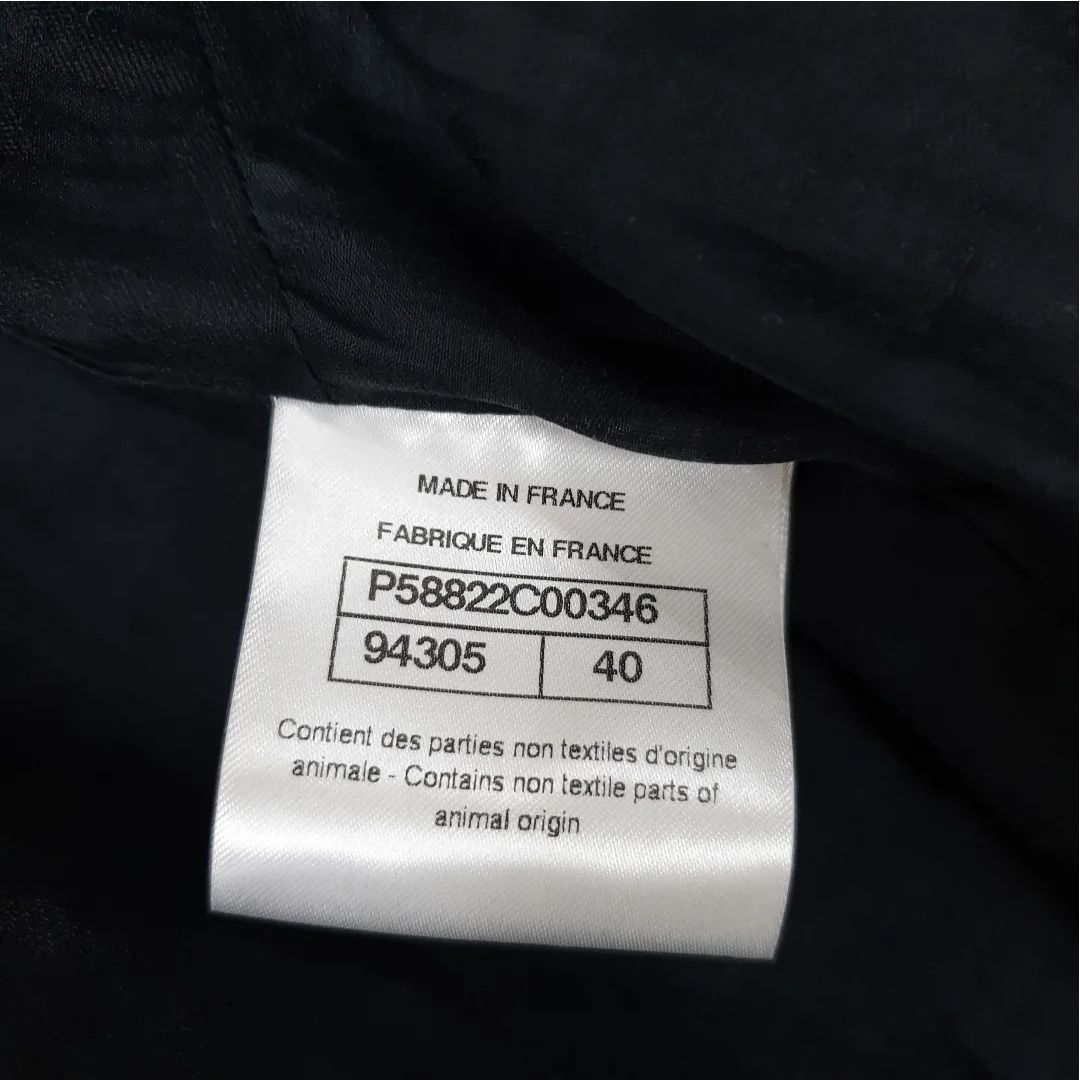 MADE IN FRANCE
FABRIQUE EN FRANCE
P58822C00346
94305 40
Contient des parties non textiles d'origine
animale - Contains non textile parts of
animal origin